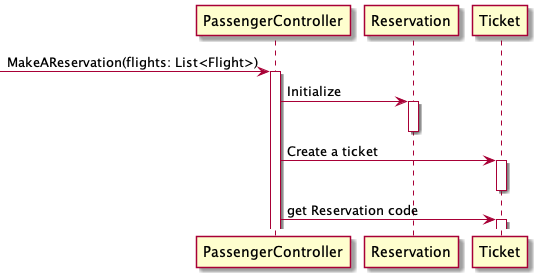 PassengerController Reservation Ticket
MakeAReservation(flights: List<Flight>)
Initialize
Create a ticket
get Reservation code
PassengerController Reservation Ticket